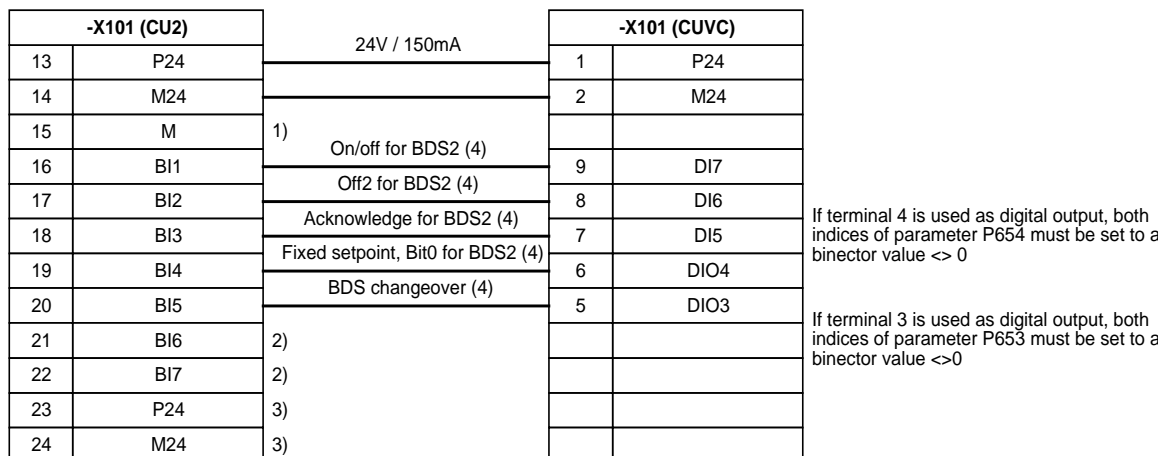 -X101 (CU2)
24V / 150mA
-X101 (CUVC)
13 P24 1 P24
14 M24 2 M24
15 M 1)
On/off for BDS2 (4)
16 BI1 9 DI7
Off2 for BDS2 (4)
17 BI2 8 DI6
Acknowledge for BDS2 (4)
18 BI3 7 DI5
Fixed setpoint, Bit0 for BDS2 (4)
19 BI4 6 DIO4
BDS changeover (4)
20 BI5 5 DIO3
21 BI6 2)
22 BI7 2)
23 P24 3)
24 M24 3)
If terminal 4 is used as digital output, both
indices of parameter P654 must be set to a
binector value <> 0
If terminal 3 is used as digital output, both
indices of parameter P653 must be set to a
binector value <>0